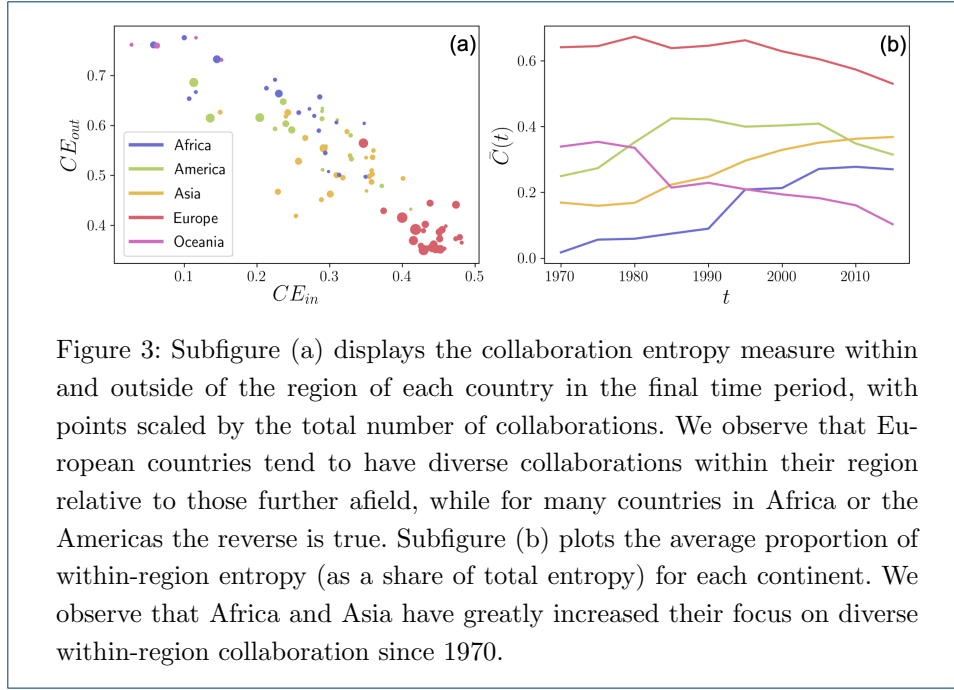 (a)
CE_out
0.7
0.6
0.5
0.4
Africa
America
Asia
Europe
Oceania
0.1 0.2 0.3 0.4 0.5
CE_in
(b)
C̄(t)
0.6
0.4
0.2
0.0
1970 1980 1990 2000 2010
t
Figure 3: Subfigure (a) displays the collaboration entropy measure within
and outside of the region of each country in the final time period, with
points scaled by the total number of collaborations. We observe that Eu-
ropean countries tend to have diverse collaborations within their region
relative to those further afield, while for many countries in Africa or the
Americas the reverse is true. Subfigure (b) plots the average proportion of
within-region entropy (as a share of total entropy) for each continent. We
observe that Africa and Asia have greatly increased their focus on diverse
within-region collaboration since 1970.